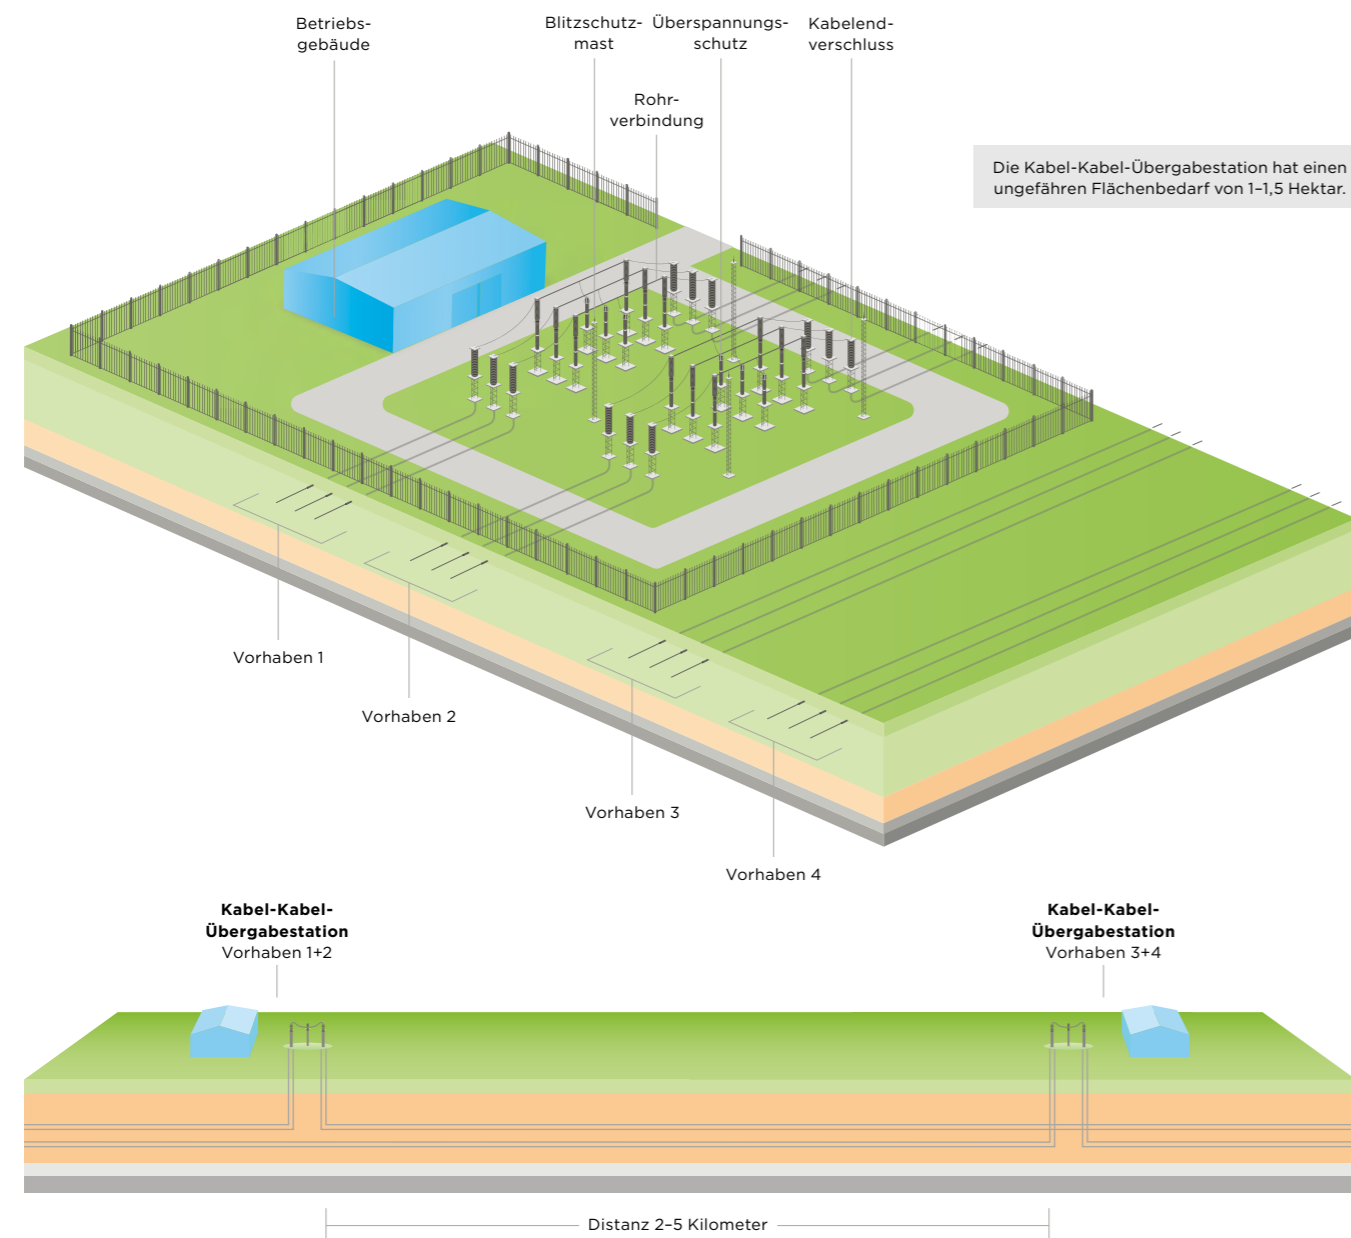 Betriebs-
gebäude
Blitzschutz-
mast
Überspannungs-
schutz
Kabelend-
verschluss
Rohr-
verbindung
Die Kabel-Kabel-Übergabestation hat einen
ungefähren Flächenbedarf von 1–1,5 Hektar.
Vorhaben 1
Vorhaben 2
Vorhaben 3
Vorhaben 4
Kabel-Kabel-
Übergabestation
Vorhaben 1+2
Kabel-Kabel-
Übergabestation
Vorhaben 3+4
Distanz 2–5 Kilometer